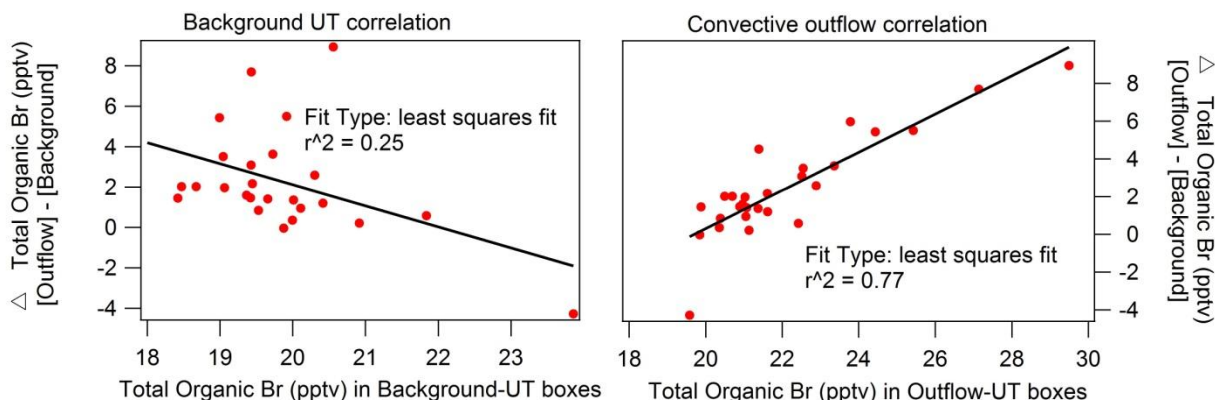 Background UT correlation
△ Total Organic Br (pptv)
[Outflow] - [Background]
8
6
4
2
0
-2
-4
Fit Type: least squares fit
r^2 = 0.25
18 19 20 21 22 23
Total Organic Br (pptv) in Background-UT boxes
Convective outflow correlation
Fit Type: least squares fit
r^2 = 0.77
8
6
4
2
0
-2
-4
△ Total Organic Br (pptv)
[Outflow] - [Background]
18 20 22 24 26 28 30
Total Organic Br (pptv) in Outflow-UT boxes